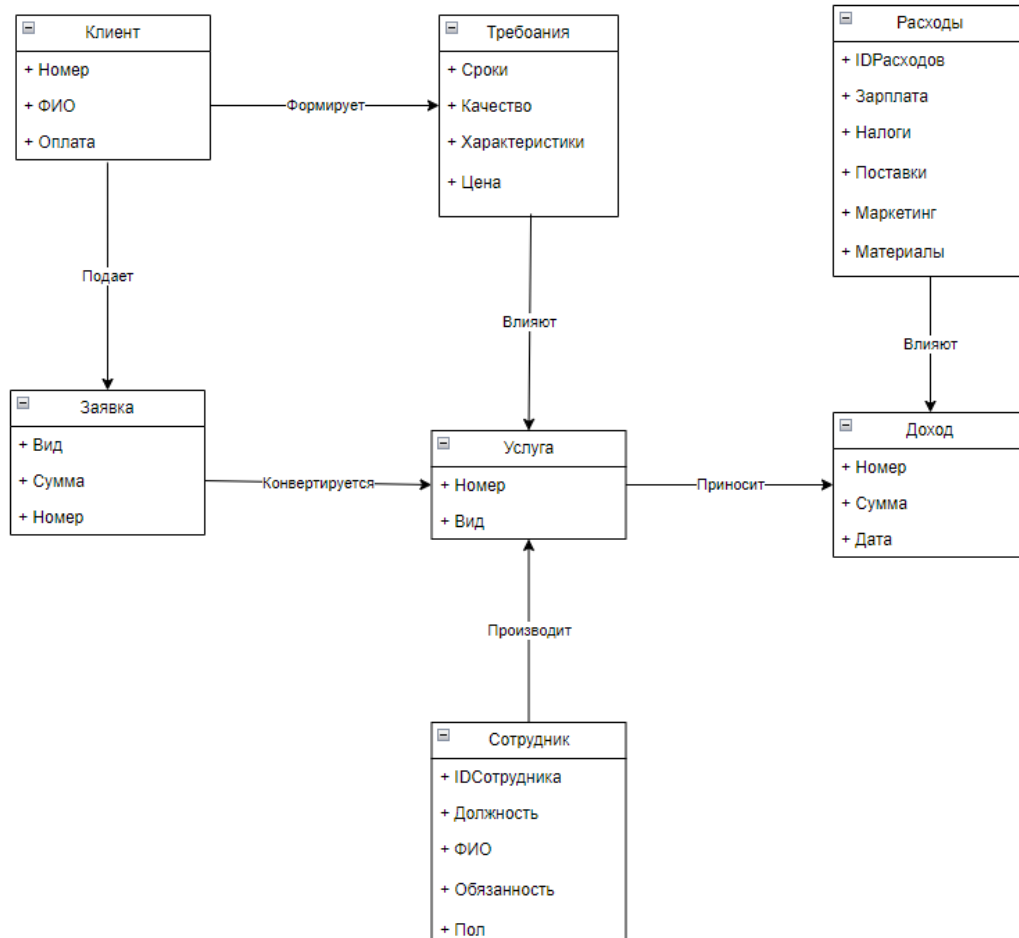 Клиент
+ Номер
+ ФИО
+ Оплата
Формирует
Требоания
+ Сроки
+ Качество
+ Характеристики
+ Цена
Расходы
+ IDРасходов
+ Зарплата
+ Налоги
+ Поставки
+ Маркетинг
+ Материалы
Подает
Влияют
Влияют
Заявка
+ Вид
+ Сумма
+ Номер
Конвертируется
Услуга
+ Номер
+ Вид
Приносит
Доход
+ Номер
+ Сумма
+ Дата
Производит
Сотрудник
+ IDСотрудника
+ Должность
+ ФИО
+ Обязанность
+ Пол